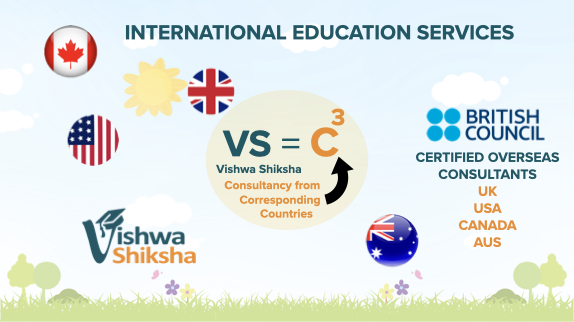 INTERNATIONAL EDUCATION SERVICES
VS = C³
Vishwa Shiksha
Consultancy from
Corresponding
Countries
BRITISH
COUNCIL
CERTIFIED OVERSEAS
CONSULTANTS
UK
USA
CANADA
AUS
Vishwa
Shiksha